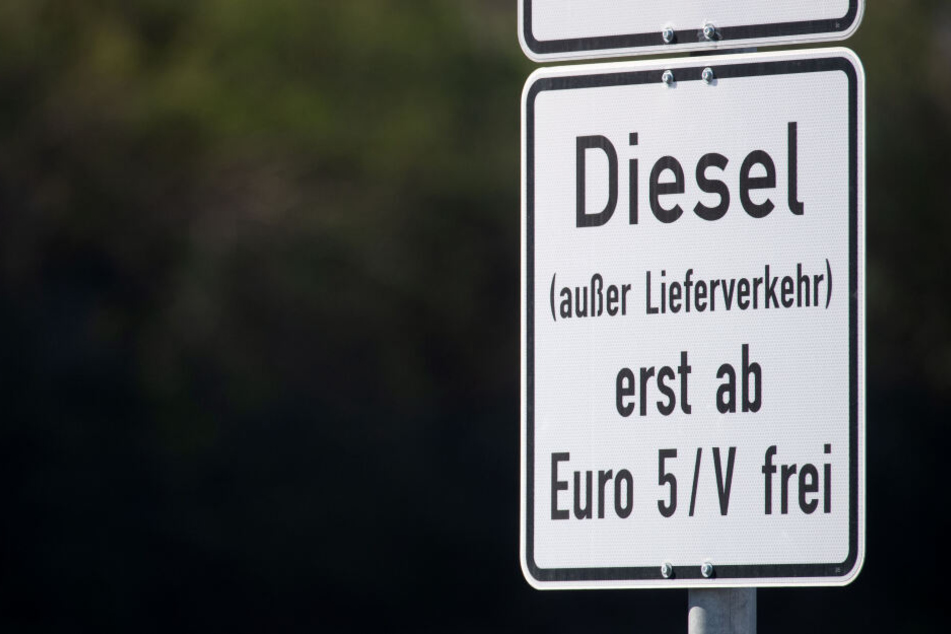 Diesel
(außer Lieferverkehr)
erst ab
Euro 5/V frei